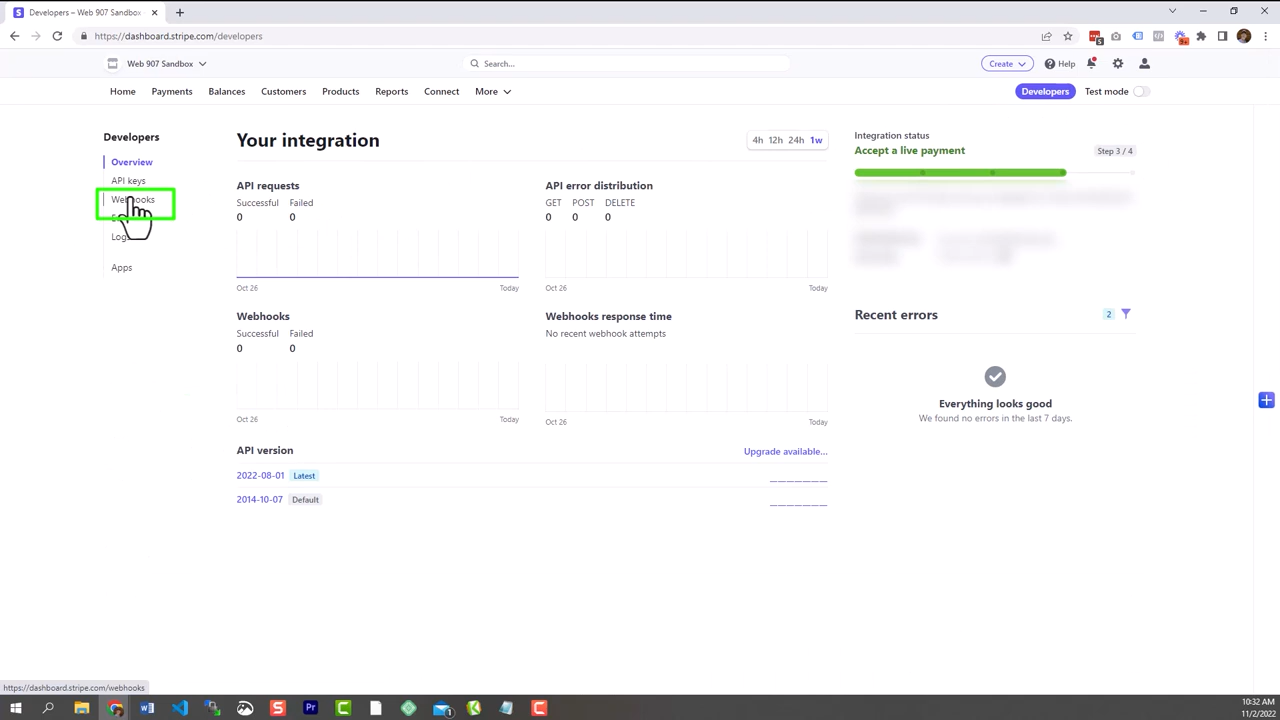 Developers – Web 907 Sandbox
https://dashboard.stripe.com/developers
Web 907 Sandbox
Search...
Create
Help
Home Payments Balances Customers Products Reports Connect More
Developers Test mode
Developers
Overview
API keys
Webhooks
Apps
Your integration
4h 12h 24h 1w
API requests
Successful Failed
0 0
Oct 26 Today
API error distribution
GET POST DELETE
0 0 0
Oct 26 Today
Webhooks
Successful Failed
0 0
Oct 26 Today
Webhooks response time
No recent webhook attempts
Oct 26 Today
API version
Upgrade available...
2022-08-01 Latest
2014-10-07 Default
Integration status
Accept a live payment
Step 3 / 4
Recent errors
2
Everything looks good
We found no errors in the last 7 days.
https://dashboard.stripe.com/webhooks
10:32 AM
11/2/2022